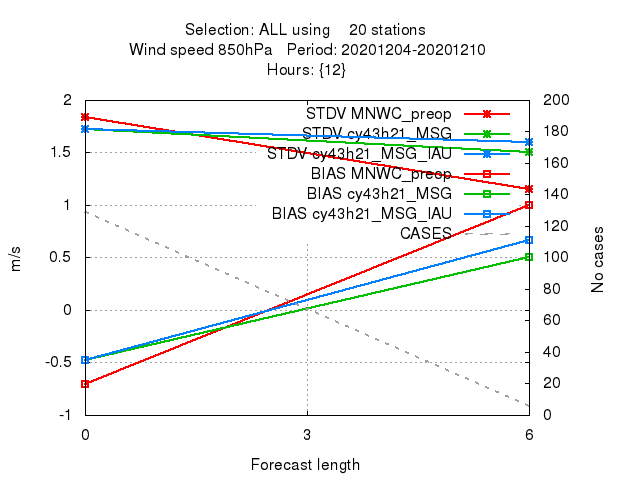 Selection: ALL using 20 stations
Wind speed 850hPa Period: 20201204-20201210
Hours: {12}
2
1.5
1
0.5
0
-0.5
-1
m/s
200
180
160
140
120
100
80
60
40
20
0
No cases
STDV MNWC_preop
STDV cy43h21_MSG
STDV cy43h21_MSG_IAU
BIAS MNWC_preop
BIAS cy43h21_MSG
BIAS cy43h21_MSG_IAU
CASES
0 3 6
Forecast length